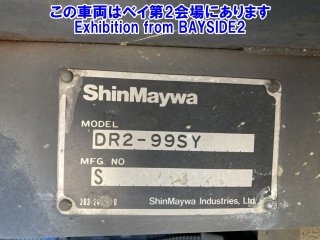 この車両はベイ第2会場にあります
Exhibition from BAYSIDE2
ShinMaywa
MODEL
DR2-99SY
MFG NO
S
ShinMaywa Industries, Ltd.